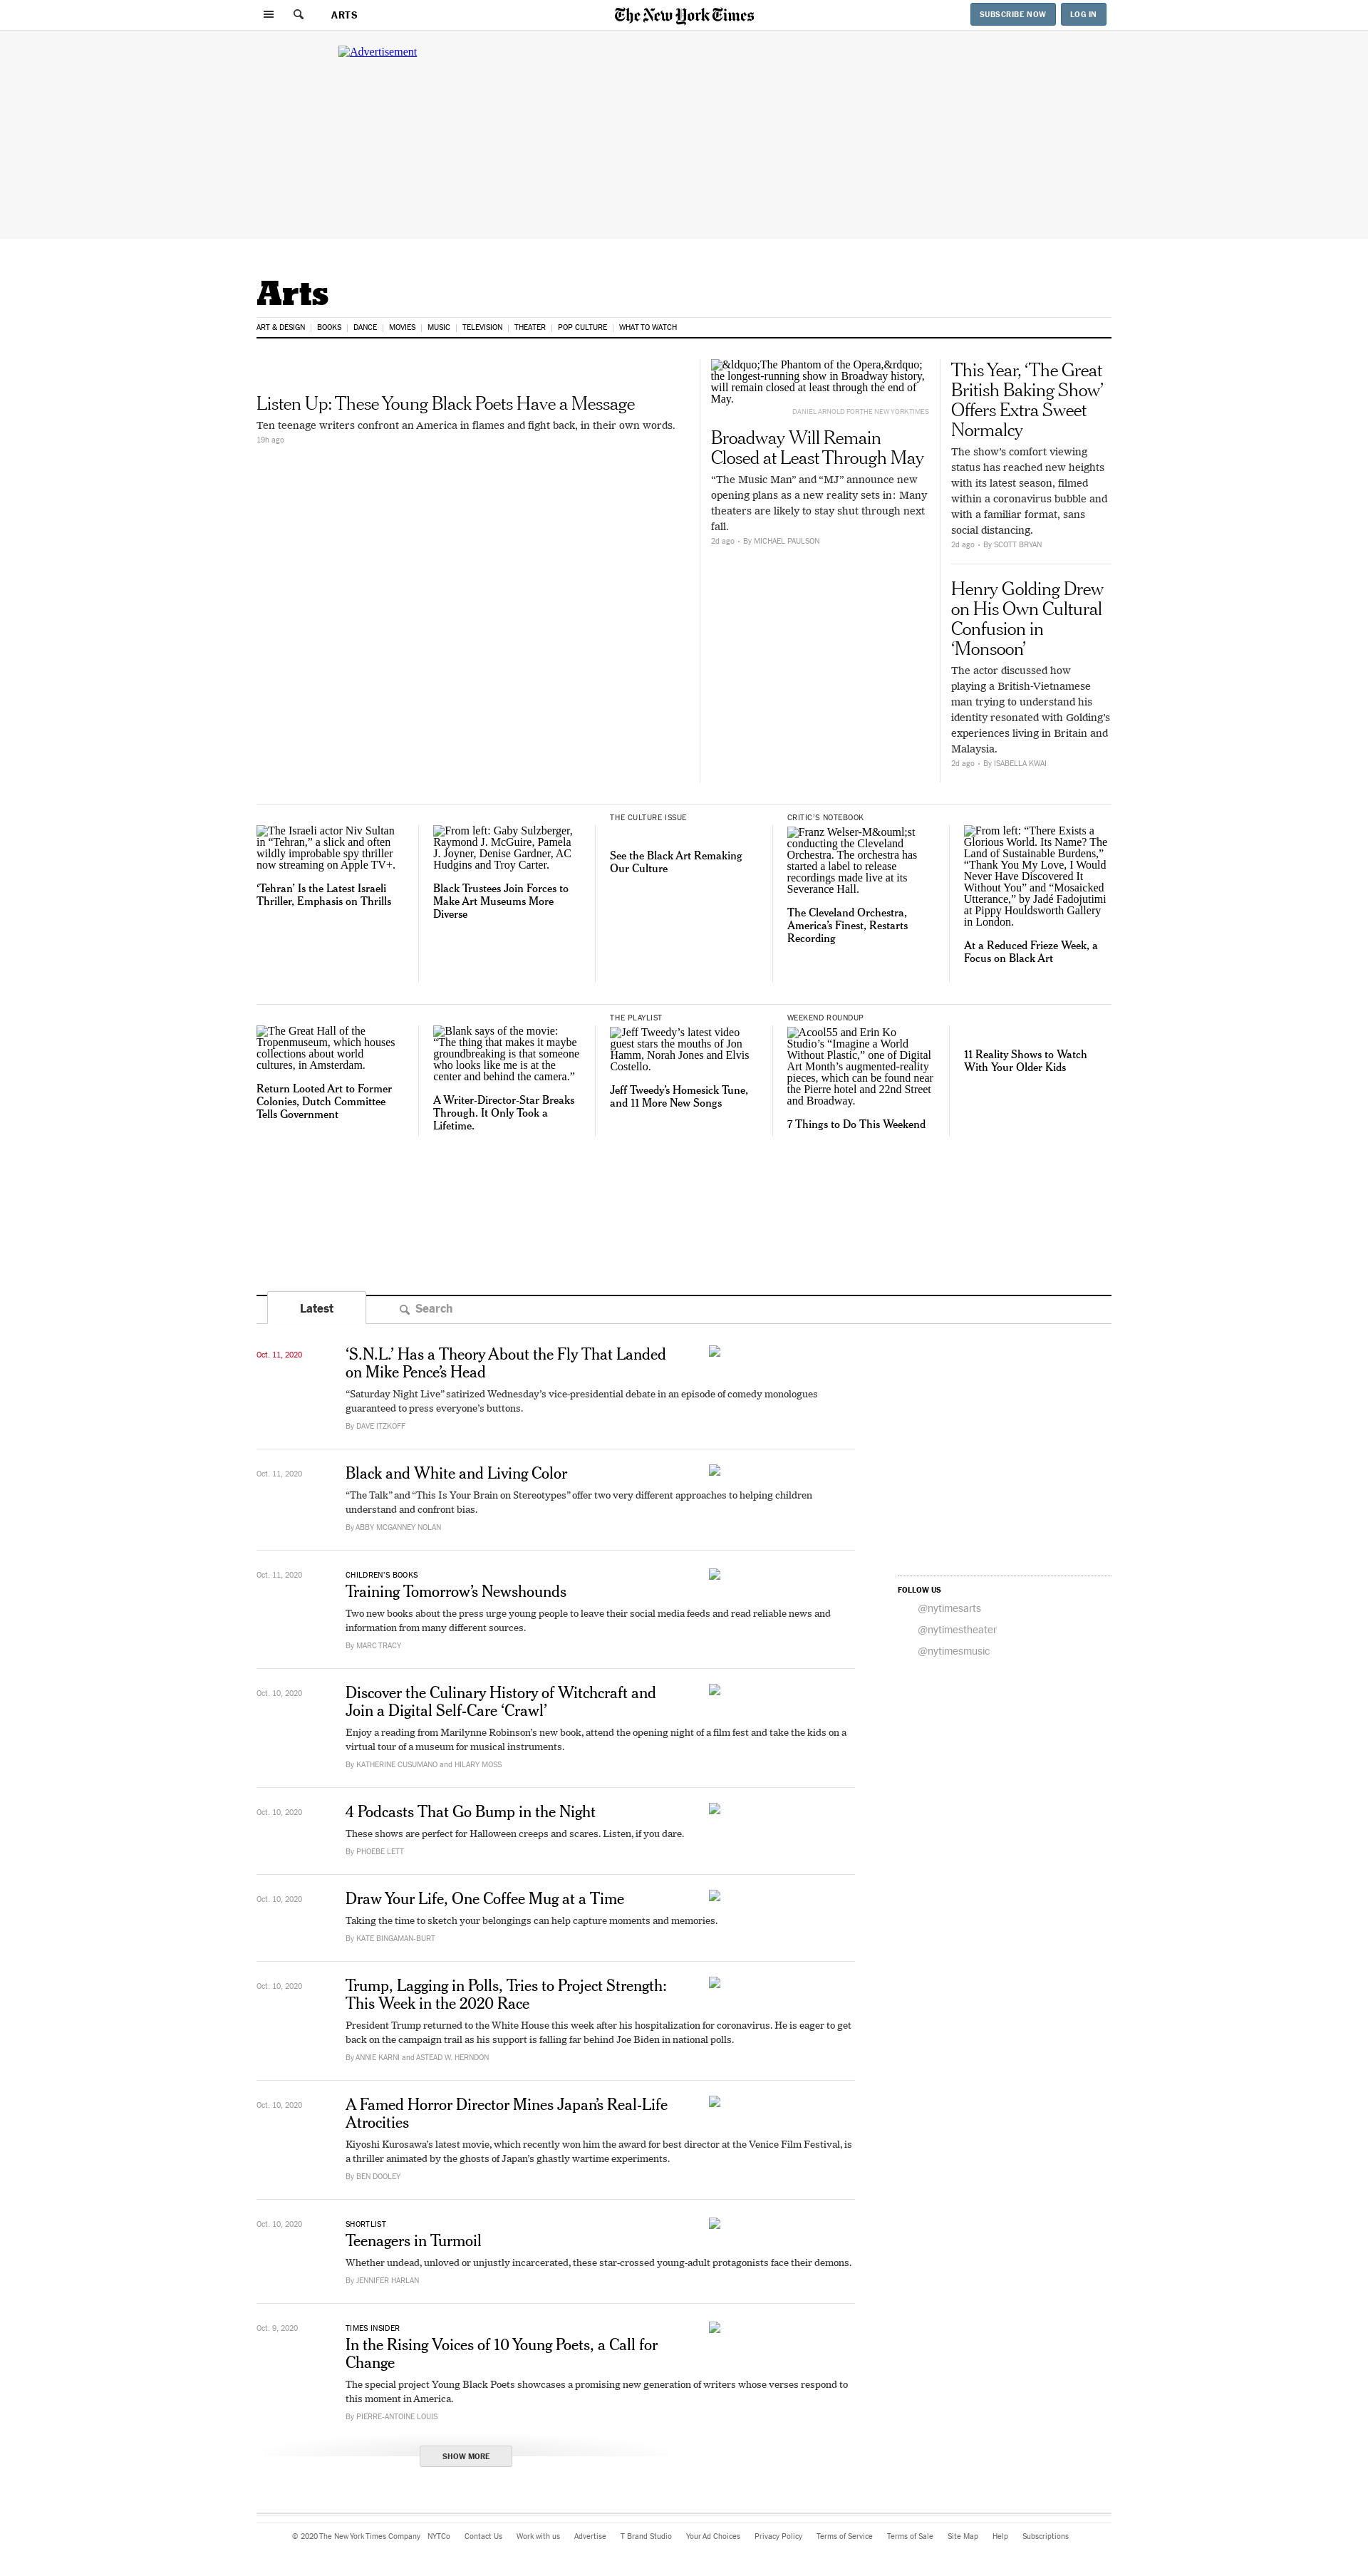 ARTS
The New York Times
SUBSCRIBE NOW
LOG IN
Advertisement
Arts
ART & DESIGN
BOOKS
DANCE
MOVIES
MUSIC
TELEVISION
THEATER
POP CULTURE
WHAT TO WATCH
Listen Up: These Young Black Poets Have a Message
Ten teenage writers confront an America in flames and fight back, in their own words.
19h ago
&ldquo;The Phantom of the Opera,&rdquo;
the longest-running show in Broadway history,
will remain closed at least through the end of
May.
DANIEL ARNOLD FOR THE NEW YORK TIMES
Broadway Will Remain
Closed at Least Through May
“The Music Man” and “MJ” announce new
opening plans as a new reality sets in: Many
theaters are likely to stay shut through next
fall.
2d ago • By MICHAEL PAULSON
This Year, ‘The Great
British Baking Show’
Offers Extra Sweet
Normalcy
The show’s comfort viewing
status has reached new heights
with its latest season, filmed
within a coronavirus bubble and
with a familiar format, sans
social distancing.
2d ago • By SCOTT BRYAN
Henry Golding Drew
on His Own Cultural
Confusion in
‘Monsoon’
The actor discussed how
playing a British-Vietnamese
man trying to understand his
identity resonated with Golding’s
experiences living in Britain and
Malaysia.
2d ago • By ISABELLA KWAI
The Israeli actor Niv Sultan
in “Tehran,” a slick and often
wildly improbable spy thriller
now streaming on Apple TV+.
‘Tehran’ Is the Latest Israeli
Thriller, Emphasis on Thrills
From left: Gaby Sulzberger,
Raymond J. McGuire, Pamela
J. Joyner, Denise Gardner, AC
Hudgins and Troy Carter.
Black Trustees Join Forces to
Make Art Museums More
Diverse
THE CULTURE ISSUE
See the Black Art Remaking
Our Culture
CRITIC’S NOTEBOOK
Franz Welser-M&ouml;st
conducting the Cleveland
Orchestra. The orchestra has
started a label to release
recordings made live at its
Severance Hall.
The Cleveland Orchestra,
America’s Finest, Restarts
Recording
From left: “There Exists a
Glorious World. Its Name? The
Land of Sustainable Burdens,”
“Thank You My Love, I Would
Never Have Discovered It
Without You” and “Mosaicked
Utterance,” by Jadé Fadojutimi
at Pippy Houldsworth Gallery
in London.
At a Reduced Frieze Week, a
Focus on Black Art
The Great Hall of the
Tropenmuseum, which houses
collections about world
cultures, in Amsterdam.
Return Looted Art to Former
Colonies, Dutch Committee
Tells Government
Blank says of the movie:
“The thing that makes it maybe
groundbreaking is that someone
who looks like me is at the
center and behind the camera.”
A Writer-Director-Star Breaks
Through. It Only Took a
Lifetime.
THE PLAYLIST
Jeff Tweedy’s latest video
guest stars the mouths of Jon
Hamm, Norah Jones and Elvis
Costello.
Jeff Tweedy’s Homesick Tune,
and 11 More New Songs
WEEKEND ROUNDUP
Acool55 and Erin Ko
Studio’s “Imagine a World
Without Plastic,” one of Digital
Art Month’s augmented-reality
pieces, which can be found near
the Pierre hotel and 22nd Street
and Broadway.
7 Things to Do This Weekend
11 Reality Shows to Watch
With Your Older Kids
Latest
Search
Oct. 11, 2020
‘S.N.L.’ Has a Theory About the Fly That Landed
on Mike Pence’s Head
“Saturday Night Live” satirized Wednesday’s vice-presidential debate in an episode of comedy monologues
guaranteed to press everyone’s buttons.
By DAVE ITZKOFF
Oct. 11, 2020
Black and White and Living Color
“The Talk” and “This Is Your Brain on Stereotypes” offer two very different approaches to helping children
understand and confront bias.
By ABBY MCGANNEY NOLAN
Oct. 11, 2020
CHILDREN’S BOOKS
Training Tomorrow’s Newshounds
Two new books about the press urge young people to leave their social media feeds and read reliable news and
information from many different sources.
By MARC TRACY
FOLLOW US
@nytimesarts
@nytimestheater
@nytimesmusic
Oct. 10, 2020
Discover the Culinary History of Witchcraft and
Join a Digital Self-Care ‘Crawl’
Enjoy a reading from Marilynne Robinson’s new book, attend the opening night of a film fest and take the kids on a
virtual tour of a museum for musical instruments.
By KATHERINE CUSUMANO and HILARY MOSS
Oct. 10, 2020
4 Podcasts That Go Bump in the Night
These shows are perfect for Halloween creeps and scares. Listen, if you dare.
By PHOEBE LETT
Oct. 10, 2020
Draw Your Life, One Coffee Mug at a Time
Taking the time to sketch your belongings can help capture moments and memories.
By KATE BINGAMAN-BURT
Oct. 10, 2020
Trump, Lagging in Polls, Tries to Project Strength:
This Week in the 2020 Race
President Trump returned to the White House this week after his hospitalization for coronavirus. He is eager to get
back on the campaign trail as his support is falling far behind Joe Biden in national polls.
By ANNIE KARNI and ASTEAD W. HERNDON
Oct. 10, 2020
A Famed Horror Director Mines Japan’s Real-Life
Atrocities
Kiyoshi Kurosawa’s latest movie, which recently won him the award for best director at the Venice Film Festival, is
a thriller animated by the ghosts of Japan’s ghastly wartime experiments.
By BEN DOOLEY
Oct. 10, 2020
SHORTLIST
Teenagers in Turmoil
Whether undead, unloved or unjustly incarcerated, these star-crossed young-adult protagonists face their demons.
By JENNIFER HARLAN
Oct. 9, 2020
TIMES INSIDER
In the Rising Voices of 10 Young Poets, a Call for
Change
The special project Young Black Poets showcases a promising new generation of writers whose verses respond to
this moment in America.
By PIERRE-ANTOINE LOUIS
SHOW MORE
© 2020 The New York Times Company
NYTCo
Contact Us
Work with us
Advertise
T Brand Studio
Your Ad Choices
Privacy Policy
Terms of Service
Terms of Sale
Site Map
Help
Subscriptions